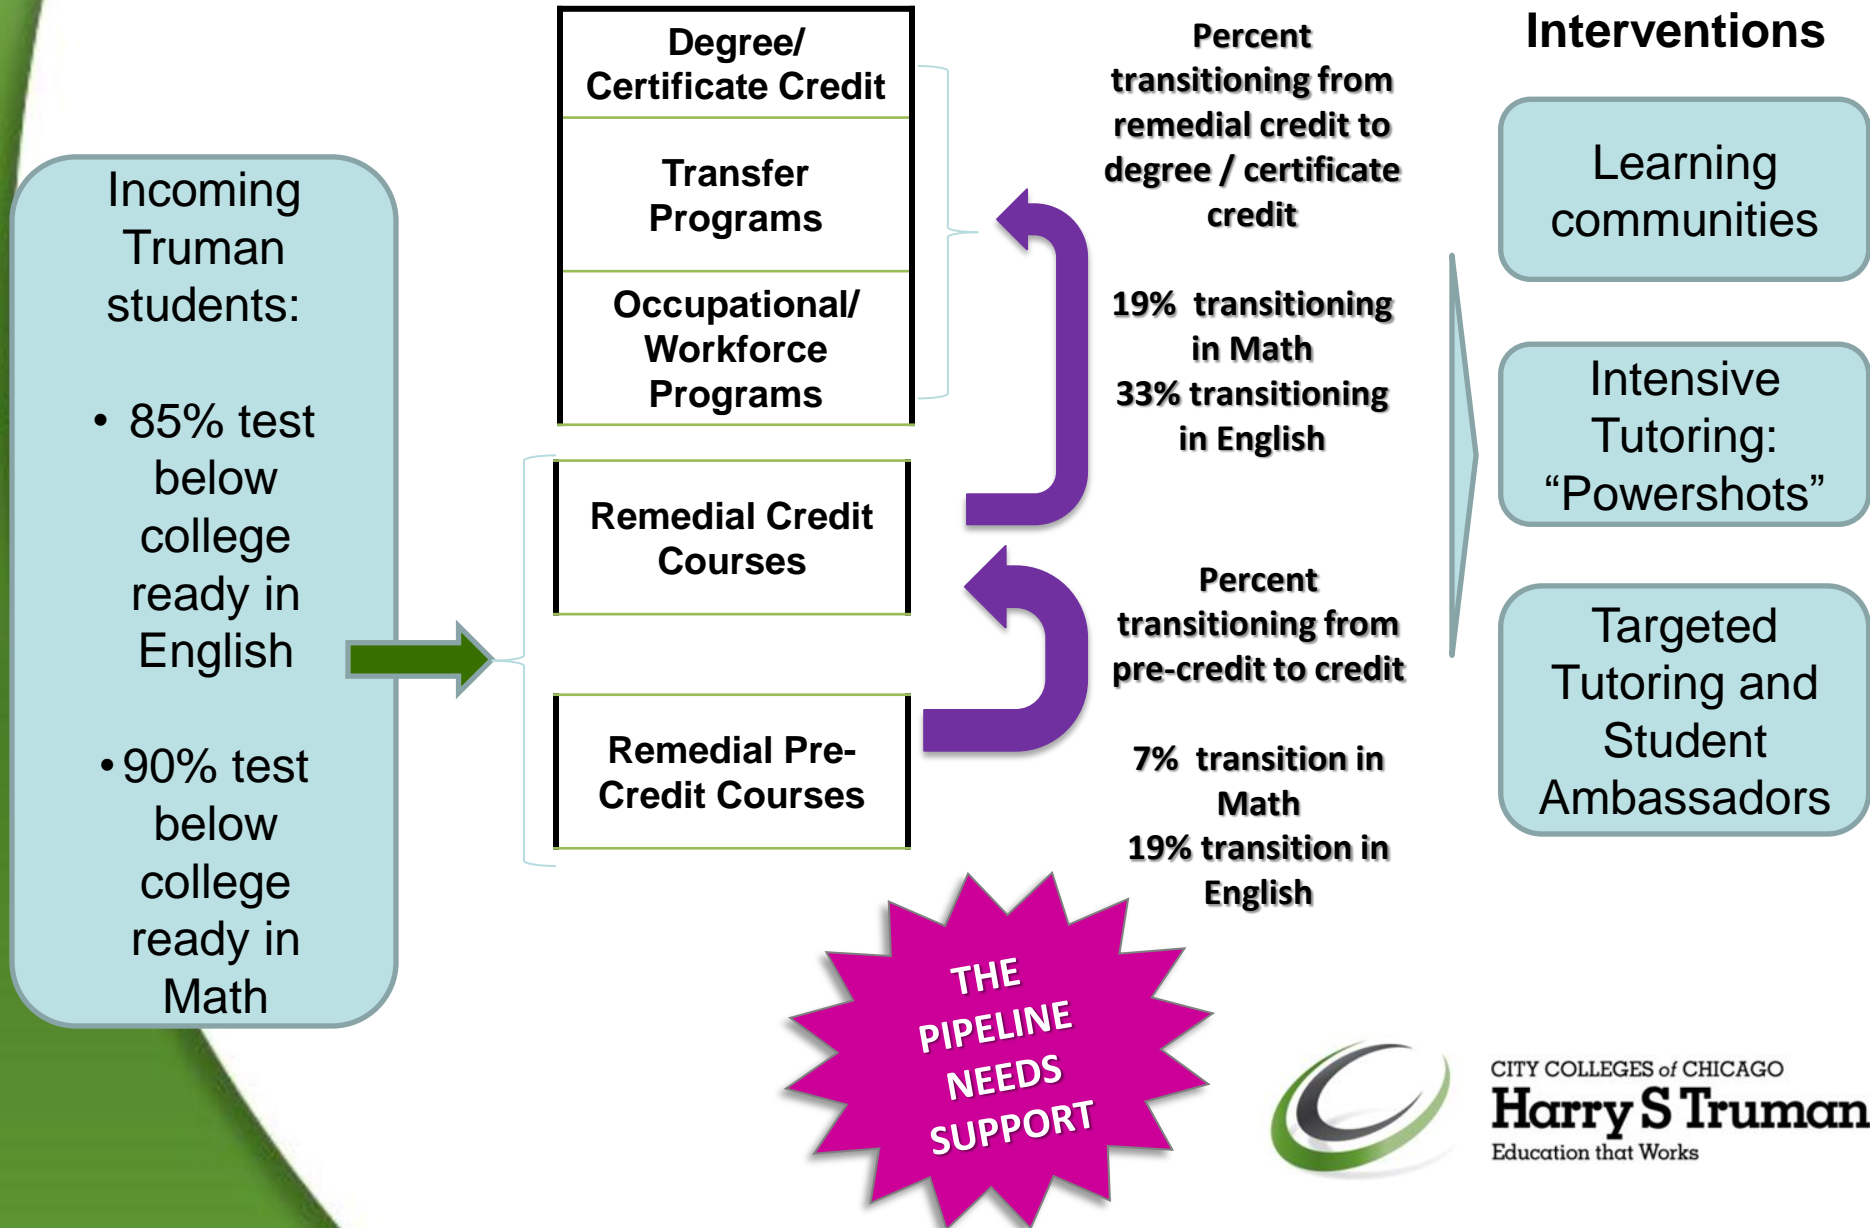 Incoming
Truman
students:
• 85% test
below
college
ready in
English
• 90% test
below
college
ready in
Math
Degree/
Certificate Credit
Transfer
Programs
Occupational/
Workforce
Programs
Remedial Credit
Courses
Remedial Pre-
Credit Courses
Percent
transitioning from
remedial credit to
degree / certificate
credit
19% transitioning
in Math
33% transitioning
in English
Percent
transitioning from
pre-credit to credit
7% transition in
Math
19% transition in
English
Interventions
Learning
communities
Intensive
Tutoring:
“Powershots”
Targeted
Tutoring and
Student
Ambassadors
THE
PIPELINE
NEEDS
SUPPORT
CITY COLLEGES of CHICAGO
Harry S Truman
Education that Works